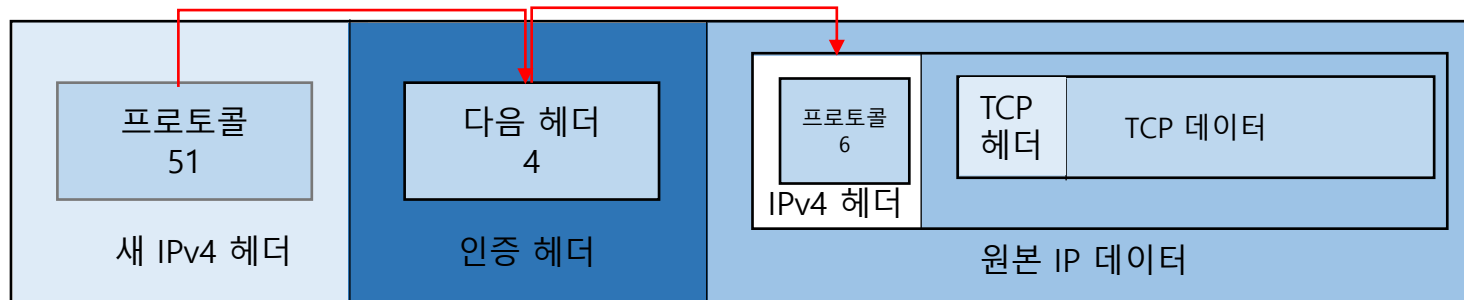 프로토콜
51
새 IPv4 헤더
다음 헤더
4
인증 헤더
프로토콜
6
IPv4 헤더
TCP
헤더
TCP 데이터
원본 IP 데이터